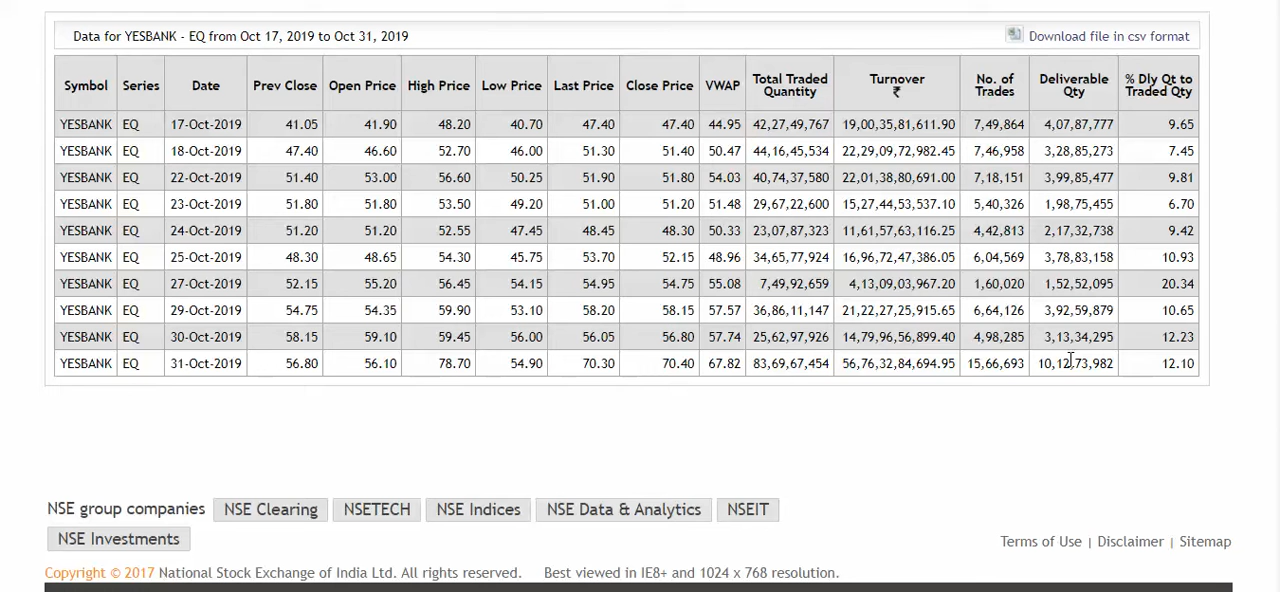 Data for YESBANK - EQ from Oct 17, 2019 to Oct 31, 2019 Download file in csv format
Symbol Series Date Prev Close Open Price High Price Low Price Last Price Close Price VWAP Total Traded Quantity Turnover ₹ No. of Trades Deliverable Qty % Dly Qt to Traded Qty
YESBANK EQ 17-Oct-2019 41.05 41.90 48.20 40.70 47.40 47.40 44.95 42,27,49,767 19,00,35,81,611.90 7,49,864 4,07,87,777 9.65
YESBANK EQ 18-Oct-2019 47.40 46.60 52.70 46.00 51.30 51.40 50.47 44,16,45,534 22,29,09,72,982.45 7,46,958 3,28,85,273 7.45
YESBANK EQ 22-Oct-2019 51.40 53.00 56.60 50.25 51.90 51.80 54.03 40,74,37,580 22,01,38,80,691.00 7,18,151 3,99,85,477 9.81
YESBANK EQ 23-Oct-2019 51.80 51.80 53.50 49.20 51.00 51.20 51.48 29,67,22,600 15,27,44,53,537.10 5,40,326 1,98,75,455 6.70
YESBANK EQ 24-Oct-2019 51.20 51.20 52.55 47.45 48.45 48.30 50.33 23,07,87,323 11,61,57,63,116.25 4,42,813 2,17,32,738 9.42
YESBANK EQ 25-Oct-2019 48.30 48.65 54.30 45.75 53.70 52.15 48.96 34,65,77,924 16,96,72,47,386.05 6,04,569 3,78,83,158 10.93
YESBANK EQ 27-Oct-2019 52.15 55.20 56.45 54.15 54.95 54.75 55.08 7,49,92,659 4,13,09,03,967.20 1,60,020 1,52,52,095 20.34
YESBANK EQ 29-Oct-2019 54.75 54.35 59.90 53.10 58.20 58.15 57.57 36,86,11,147 21,22,27,25,915.65 6,64,126 3,92,59,879 10.65
YESBANK EQ 30-Oct-2019 58.15 59.10 59.45 56.00 56.05 56.80 57.74 25,62,97,926 14,79,96,56,899.40 4,98,285 3,13,34,295 12.23
YESBANK EQ 31-Oct-2019 56.80 56.10 78.70 54.90 70.30 70.40 67.82 83,69,67,454 56,76,32,84,694.95 15,66,693 10,12,73,982 12.10
NSE group companies NSE Clearing NSETECH NSE Indices NSE Data & Analytics NSEIT
NSE Investments
Terms of Use | Disclaimer | Sitemap
Copyright © 2017 National Stock Exchange of India Ltd. All rights reserved. Best viewed in IE8+ and 1024 x 768 resolution.